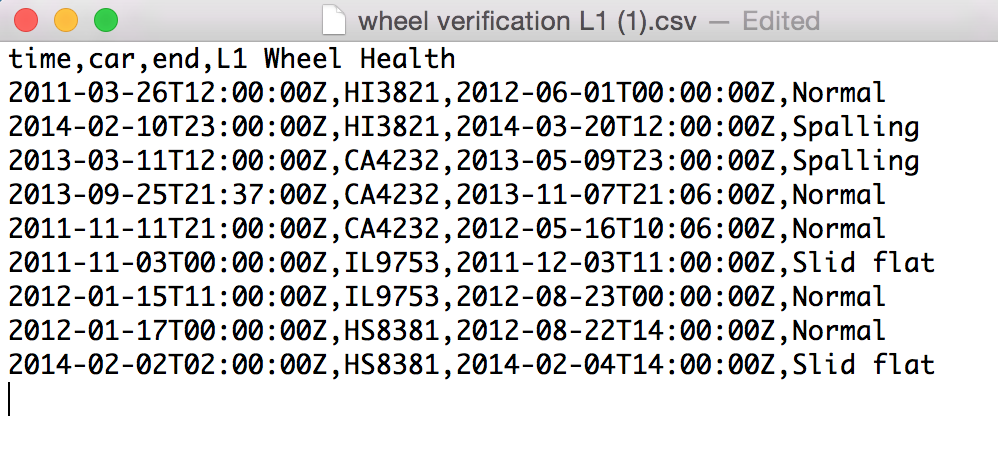 wheel verification L1 (1).csv — Edited
time,car,end,L1 Wheel Health
2011-03-26T12:00:00Z,HI3821,2012-06-01T00:00:00Z,Normal
2014-02-10T23:00:00Z,HI3821,2014-03-20T12:00:00Z,Spalling
2013-03-11T12:00:00Z,CA4232,2013-05-09T23:00:00Z,Spalling
2013-09-25T21:37:00Z,CA4232,2013-11-07T21:06:00Z,Normal
2011-11-11T21:00:00Z,CA4232,2012-05-16T10:06:00Z,Normal
2011-11-03T00:00:00Z,IL9753,2011-12-03T11:00:00Z,Slid flat
2012-01-15T11:00:00Z,IL9753,2012-08-23T00:00:00Z,Normal
2012-01-17T00:00:00Z,HS8381,2012-08-22T14:00:00Z,Normal
2014-02-02T02:00:00Z,HS8381,2014-02-04T14:00:00Z,Slid flat